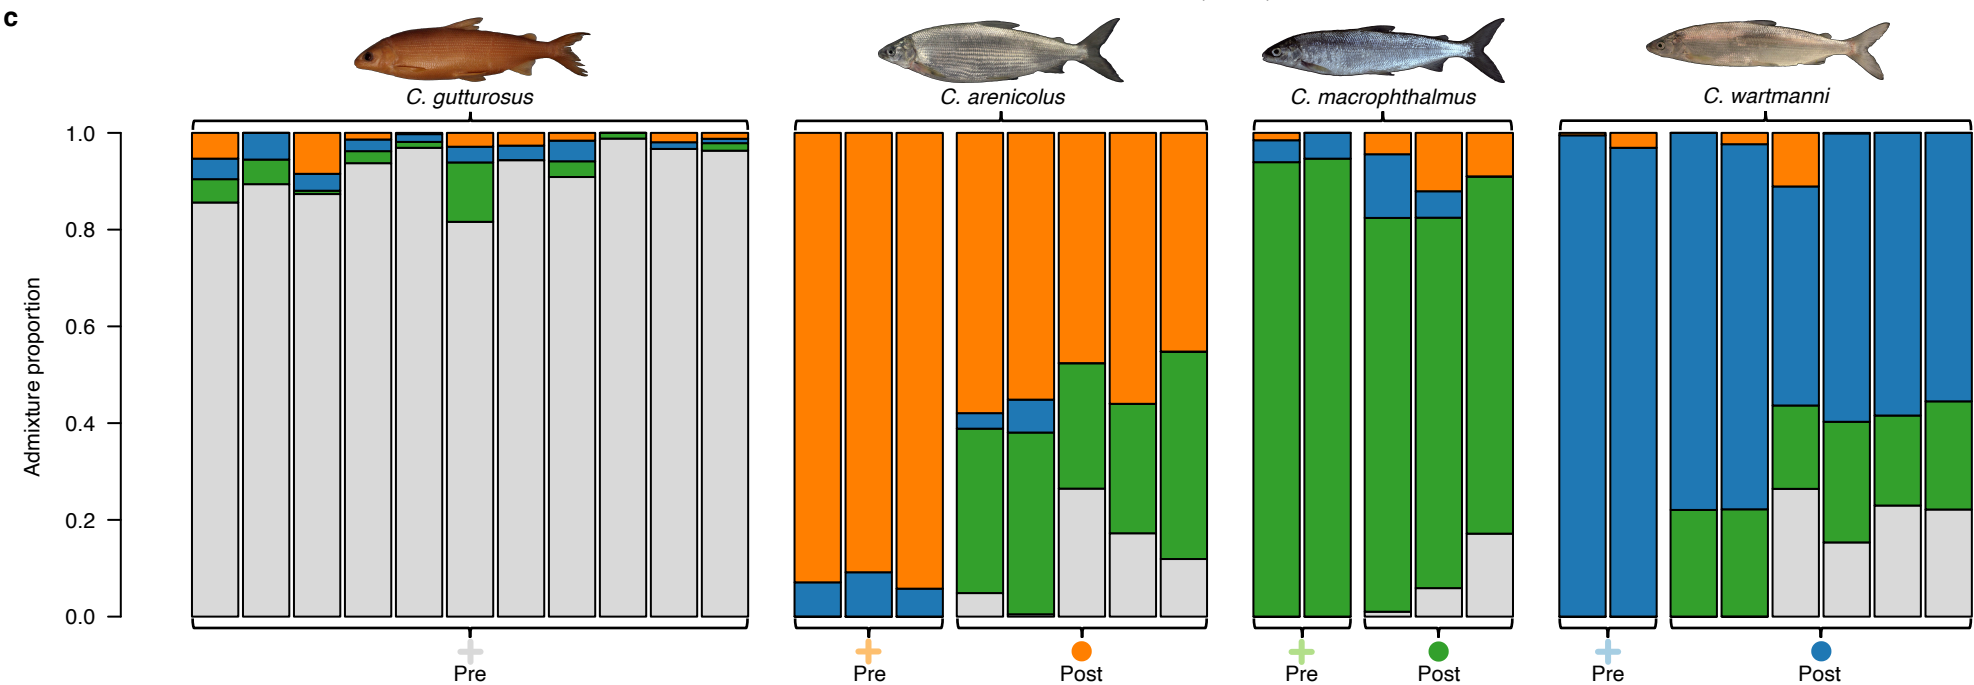 c
C. gutturosus
C. arenicolus
C. macrophthalmus
C. wartmanni
1.0
0.8
0.6
0.4
0.2
0.0
Admixture proportion
Pre
Pre
Post
Pre
Post
Pre
Post